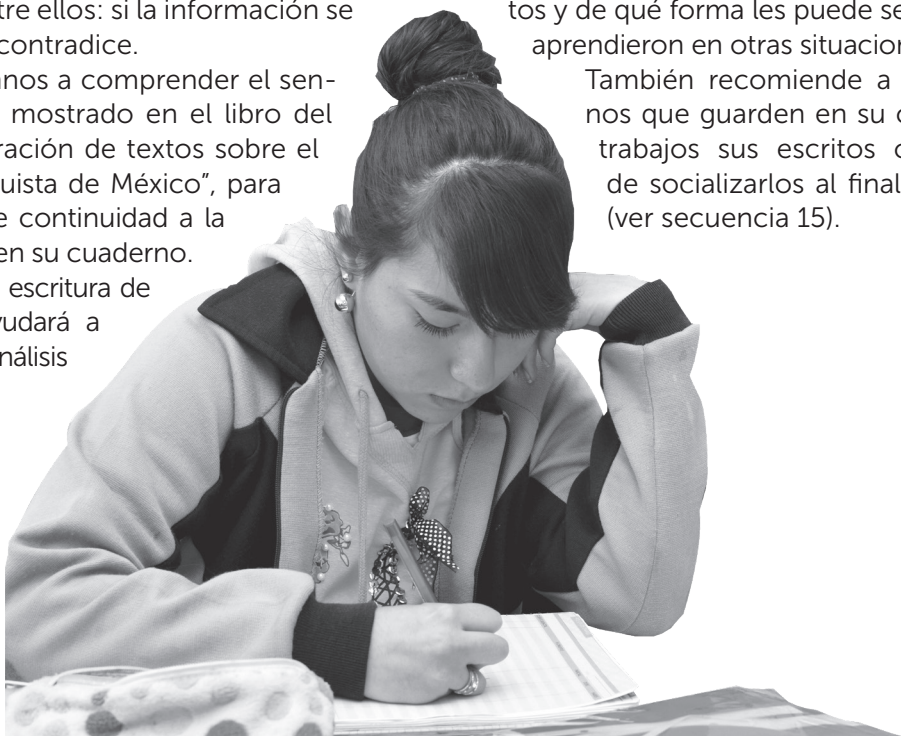 tre ellos: si la información se
contradice.
nos a comprender el sen-
mostrado en el libro del
ración de textos sobre el
uista de México”, para
e continuidad a la
en su cuaderno.
escritura de
yudará a
nálisis
tos y de qué forma les puede se
aprendieron en otras situacion
También recomiende a
nos que guarden en su
trabajos sus escritos
de socializarlos al final
(ver secuencia 15).